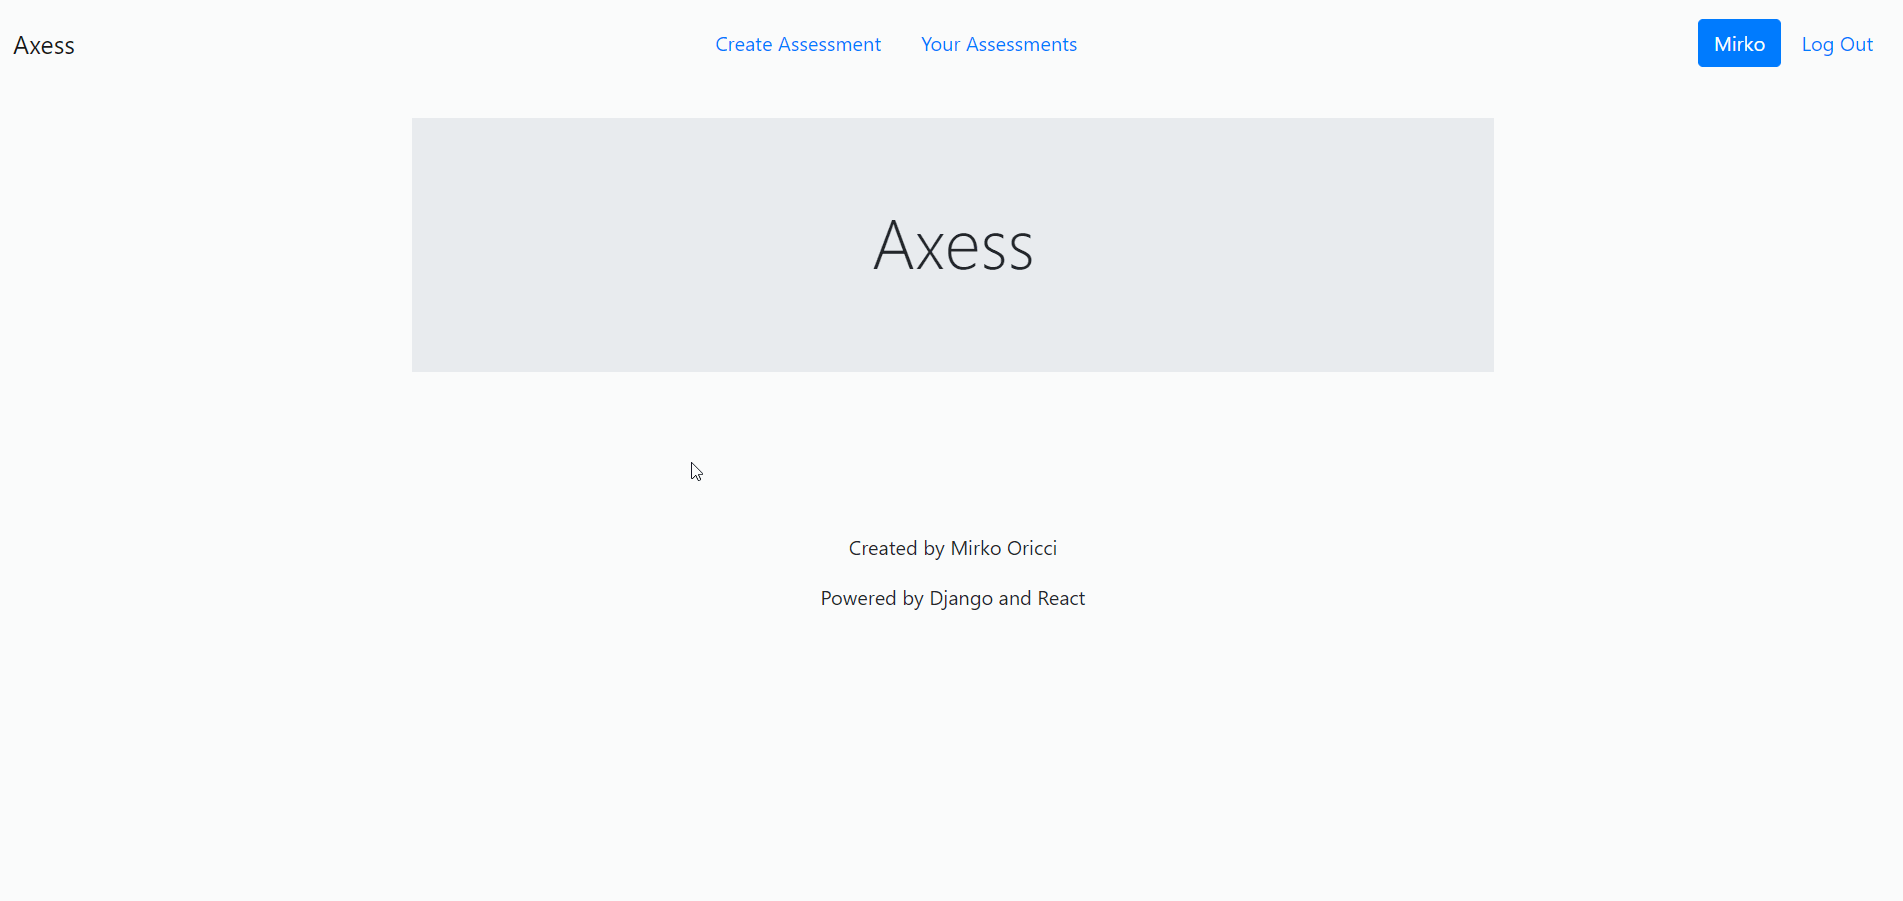 Axess Create Assessment Your Assessments Mirko Log Out
Axess
Created by Mirko Oricci
Powered by Django and React